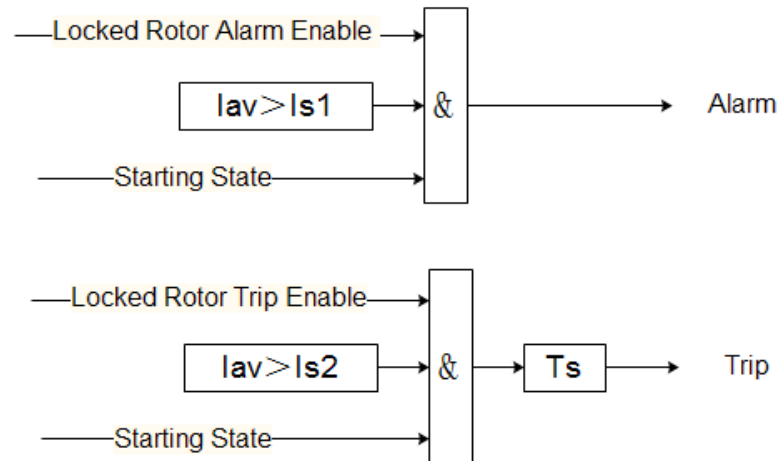 Locked Rotor Alarm Enable
Iav>Is1
&
Alarm
Starting State
Locked Rotor Trip Enable
Iav>Is2
&
Ts
Trip
Starting State